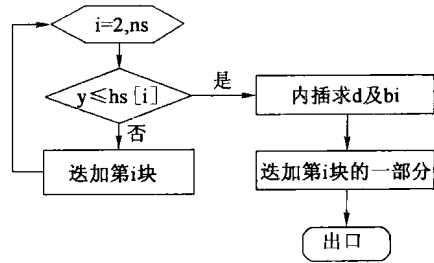 i=2,ns
y≤hs[i]
是
否
内插求d及bi
迭加第i块
迭加第i块的一部分
出口